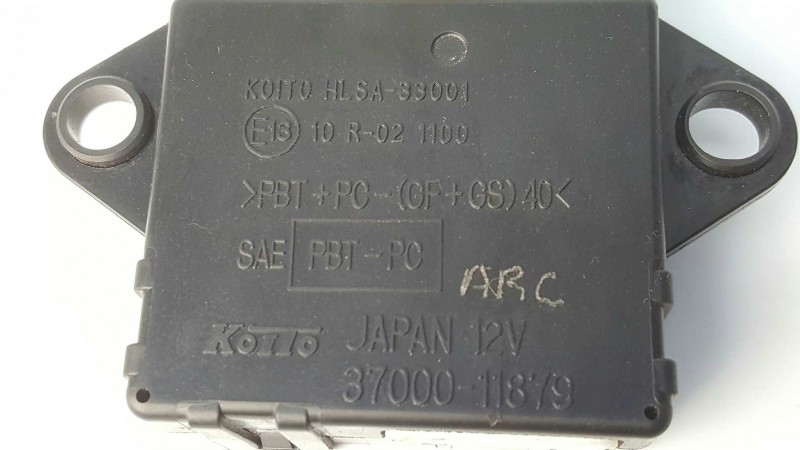 KOITO HLSA-33001
E13 10 R-02 1100
>PBT+PC-(GF+GS)40<
SAE PBT-PC
ARC
KOITO JAPAN 12V
37000-11879